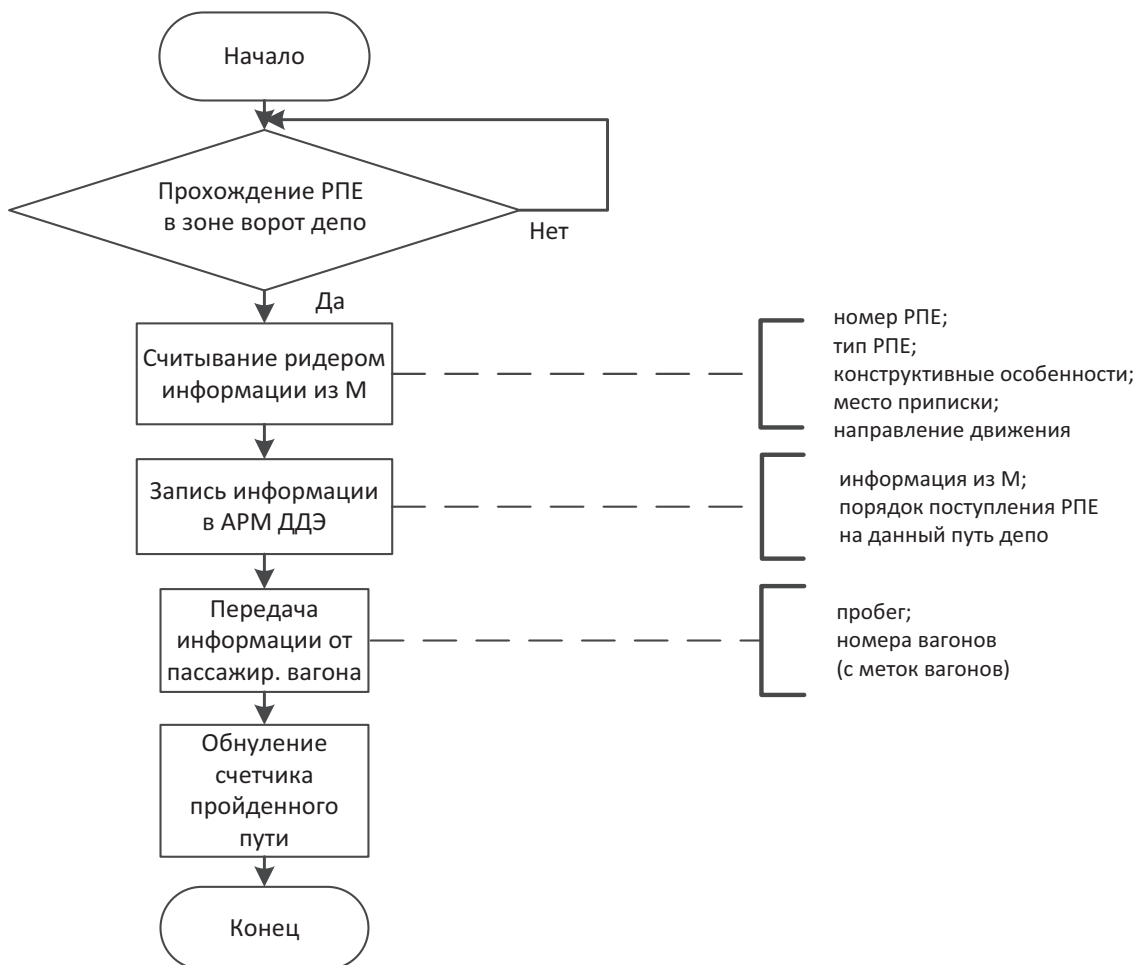 Начало
Прохождение РПЕ
в зоне ворот депо
Нет
Да
Считывание ридером
информации из М
номер РПЕ;
тип РПЕ;
конструктивные особенности;
место приписки;
направление движения
Запись информации
в АРМ ДДЭ
информация из М;
порядок поступления РПЕ
на данный путь депо
Передача
информации от
пассажир. вагона
пробег;
номера вагонов
(с меток вагонов)
Обнуление
счетчика
пройденного
пути
Конец